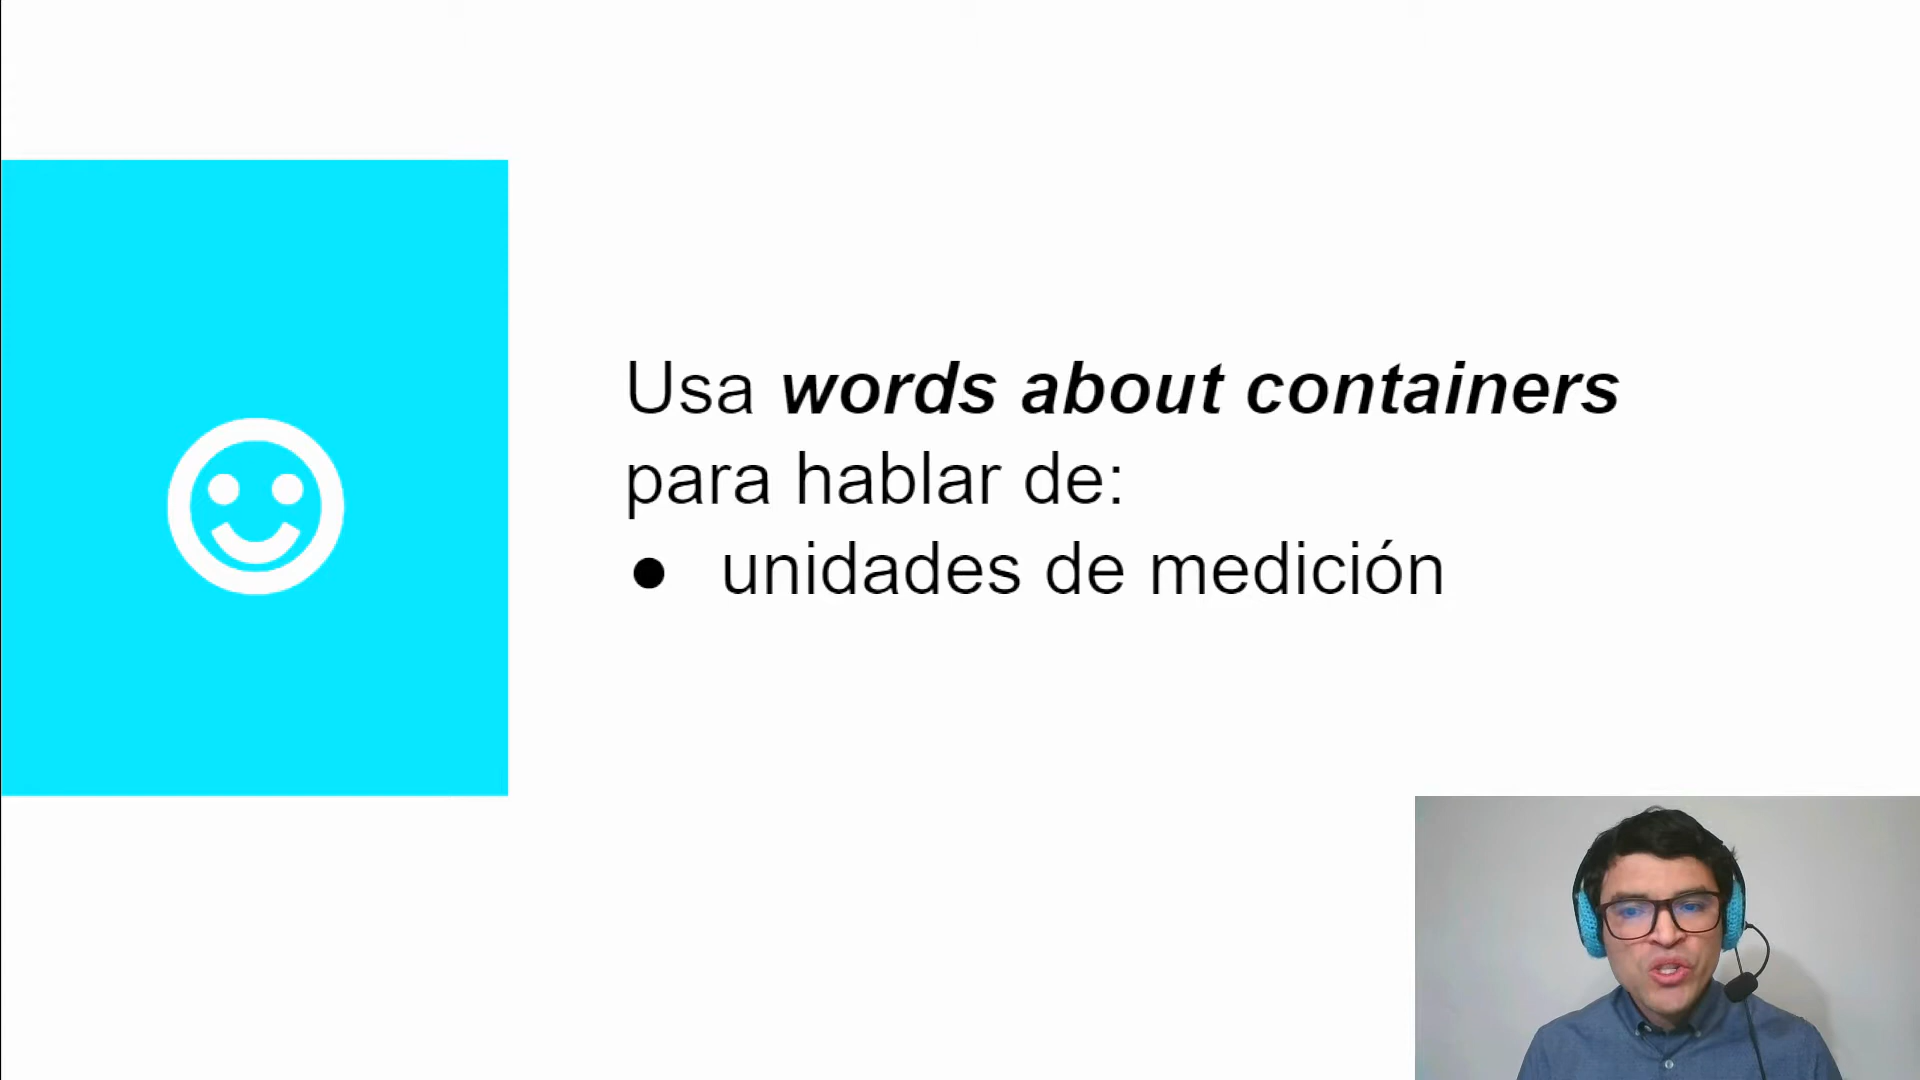 Usa words about containers
para hablar de:
● unidades de medición